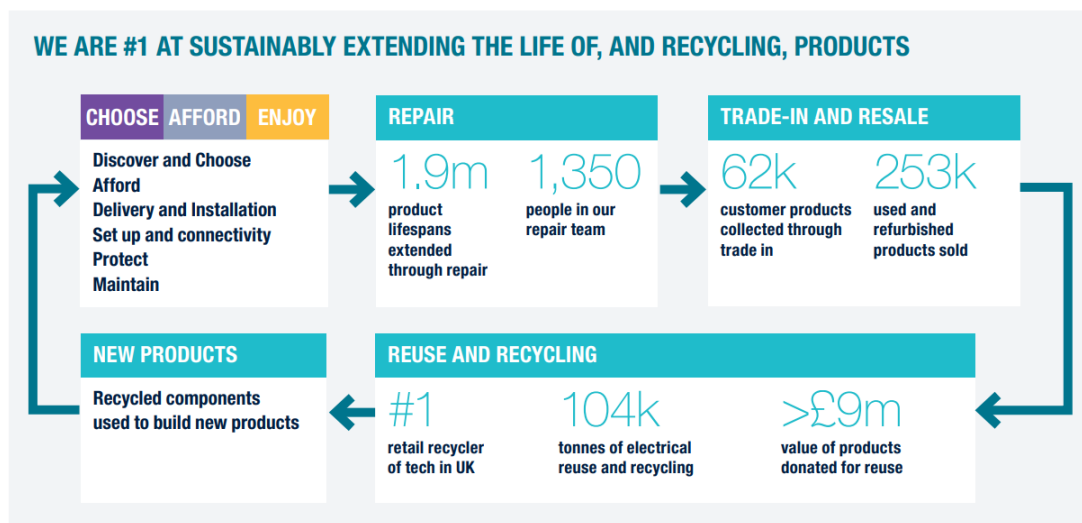 WE ARE #1 AT SUSTAINABLY EXTENDING THE LIFE OF, AND RECYCLING, PRODUCTS
CHOOSE AFFORD ENJOY
Discover and Choose
Afford
Delivery and Installation
Set up and connectivity
Protect
Maintain
REPAIR
1.9m
product
lifespans
extended
through repair
1,350
people in our
repair team
TRADE-IN AND RESALE
62k
customer products
collected through
trade in
253k
used and
refurbished
products sold
NEW PRODUCTS
Recycled components
used to build new products
REUSE AND RECYCLING
#1
retail recycler
of tech in UK
104k
tonnes of electrical
reuse and recycling
>£9m
value of products
donated for reuse